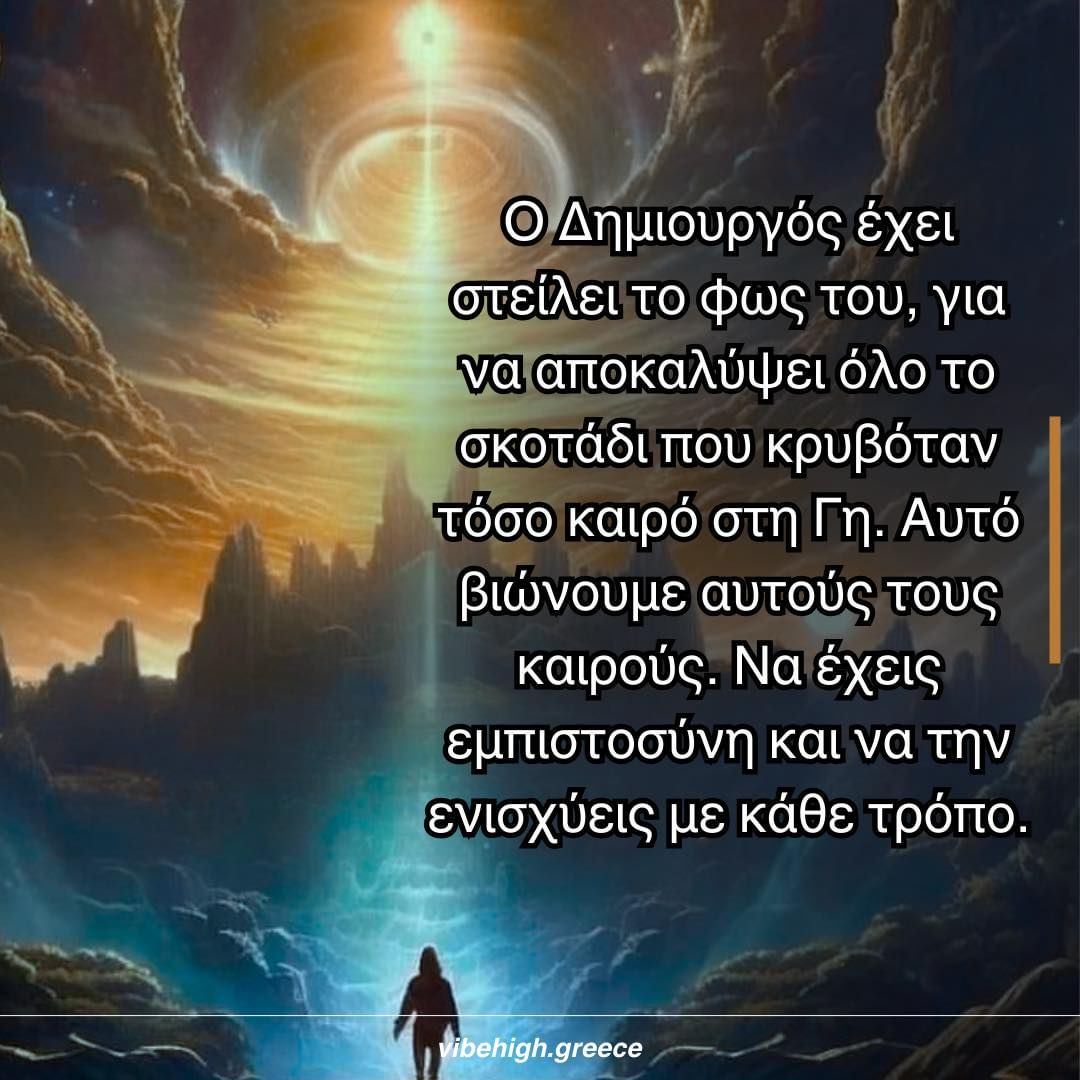 Ο Δημιουργός έχει
στείλει το φως του, για
να αποκαλύψει όλο το
σκοτάδι που κρυβόταν
τόσο καιρό στη Γη. Αυτό
βιώνουμε αυτούς τους
καιρούς. Να έχεις
εμπιστοσύνη και να την
ενισχύεις με κάθε τρόπο.
vibehigh.greece